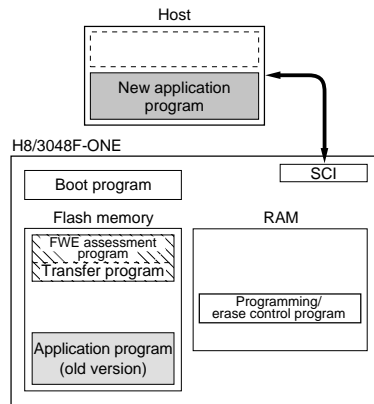 Host
New application
program
H8/3048F-ONE
SCI
Boot program
Flash memory
RAM
FWE assessment
program
Transfer program
Programming/
erase control program
Application program
(old version)